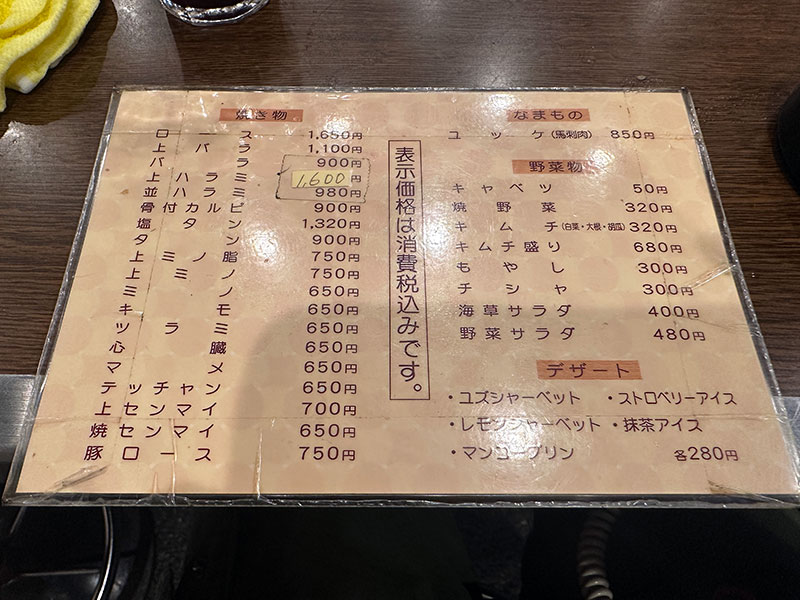 焼き物
ロース 1,650円
上バラ 1,100円
バラ 900円
上ハラミ 1,600
並ハラミ 980円
骨付カルビ 900円
塩タン 1,320円
タン 900円
上ミノ脂 750円
上ミノ 750円
ミノ 650円
キモ 650円
ツラミ 650円
心臓 650円
マメ 650円
テッチャン 650円
上センマイ 700円
焼センマイ 650円
豚ロース 750円
表示価格は消費税込みです。
なまもの
ユッケ(馬刺肉) 850円
野菜物
キャベツ 50円
焼野菜 320円
キムチ(白菜・大根・胡瓜) 320円
キムチ盛り 680円
もやし 300円
チシャ 300円
海草サラダ 400円
野菜サラダ 480円
デザート
・ユズシャーベット ・ストロベリーアイス
・レモンシャーベット ・抹茶アイス
・マンゴープリン 各280円